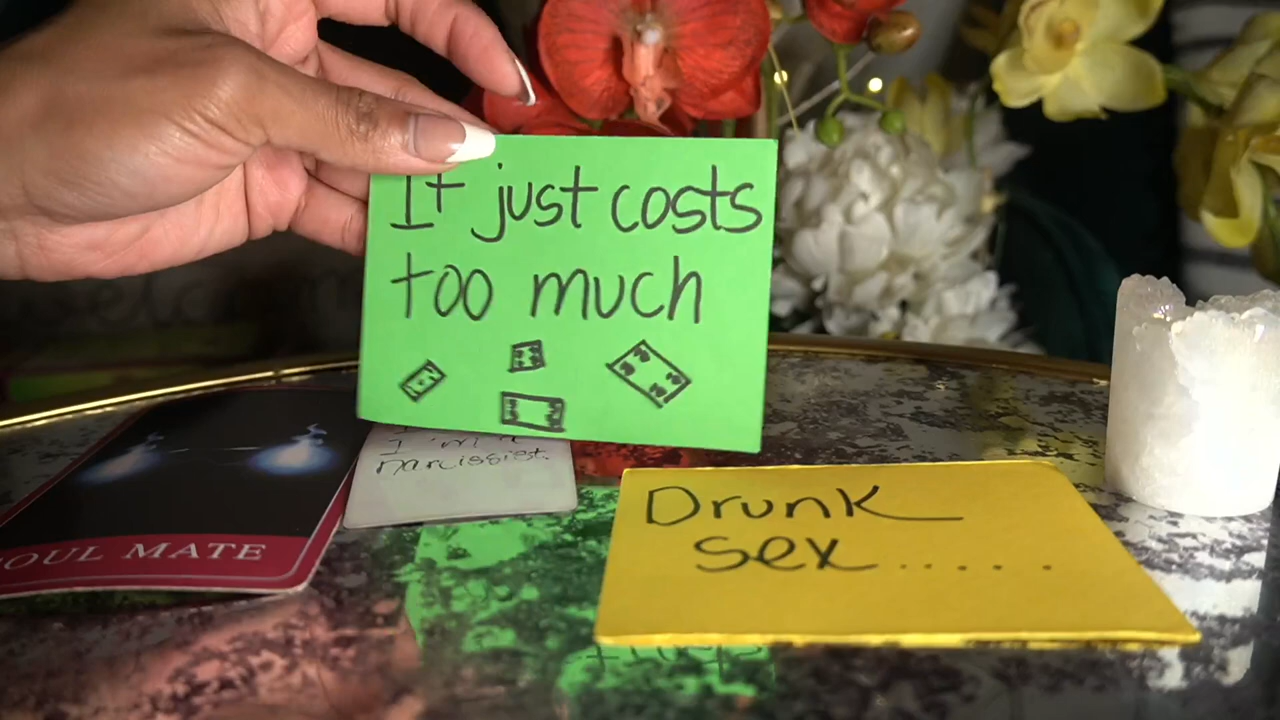 It just costs
too much
narcissist.
OUL MATE
Drunk
sex......